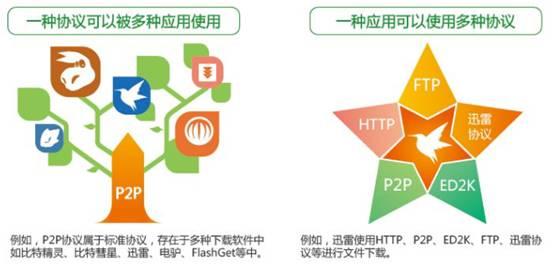 一种协议可以被多种应用使用
P2P
例如，P2P协议属于标准协议，存在于多种下载软件中
如比特精灵、比特彗星、迅雷、电驴、FlashGet等中。
一种应用可以使用多种协议
FTP
HTTP
迅雷
协议
P2P
ED2K
例如，迅雷使用HTTP、P2P、ED2K、FTP、迅雷协
议等进行文件下载。